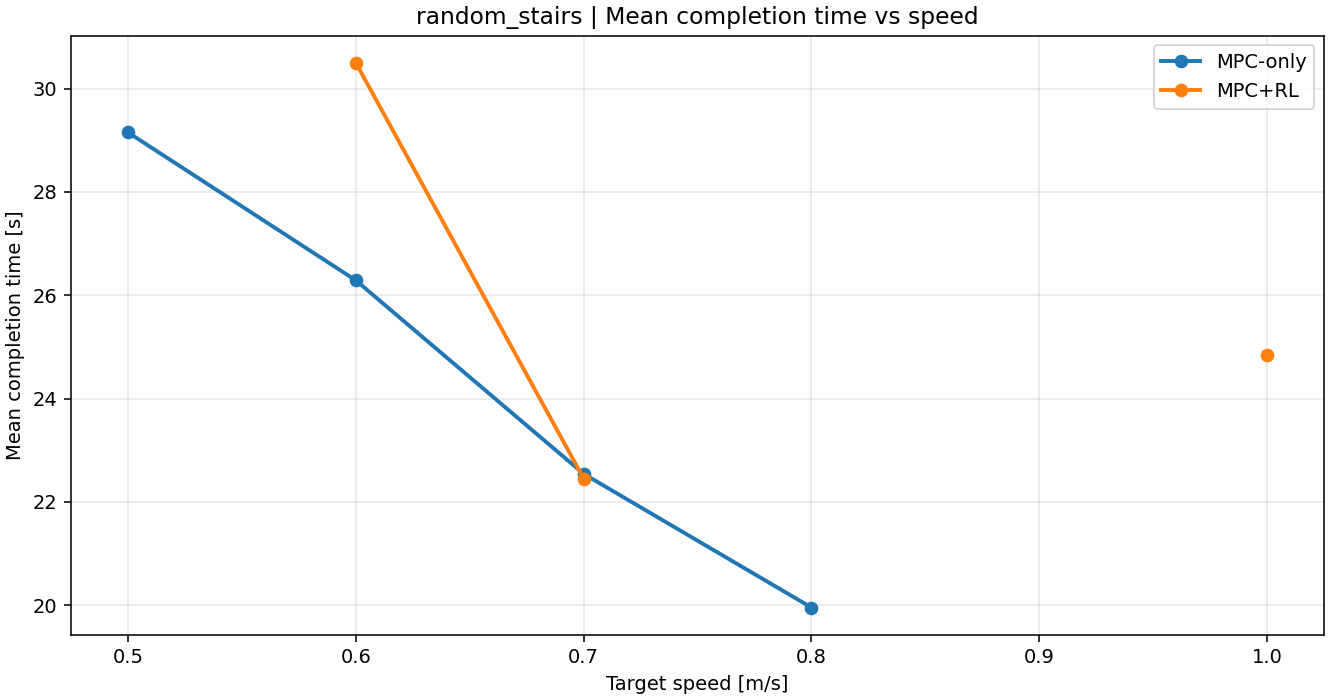 random_stairs | Mean completion time vs speed
MPC-only
MPC+RL
Mean completion time [s]
30
28
26
24
22
20
0.5 0.6 0.7 0.8 0.9 1.0
Target speed [m/s]